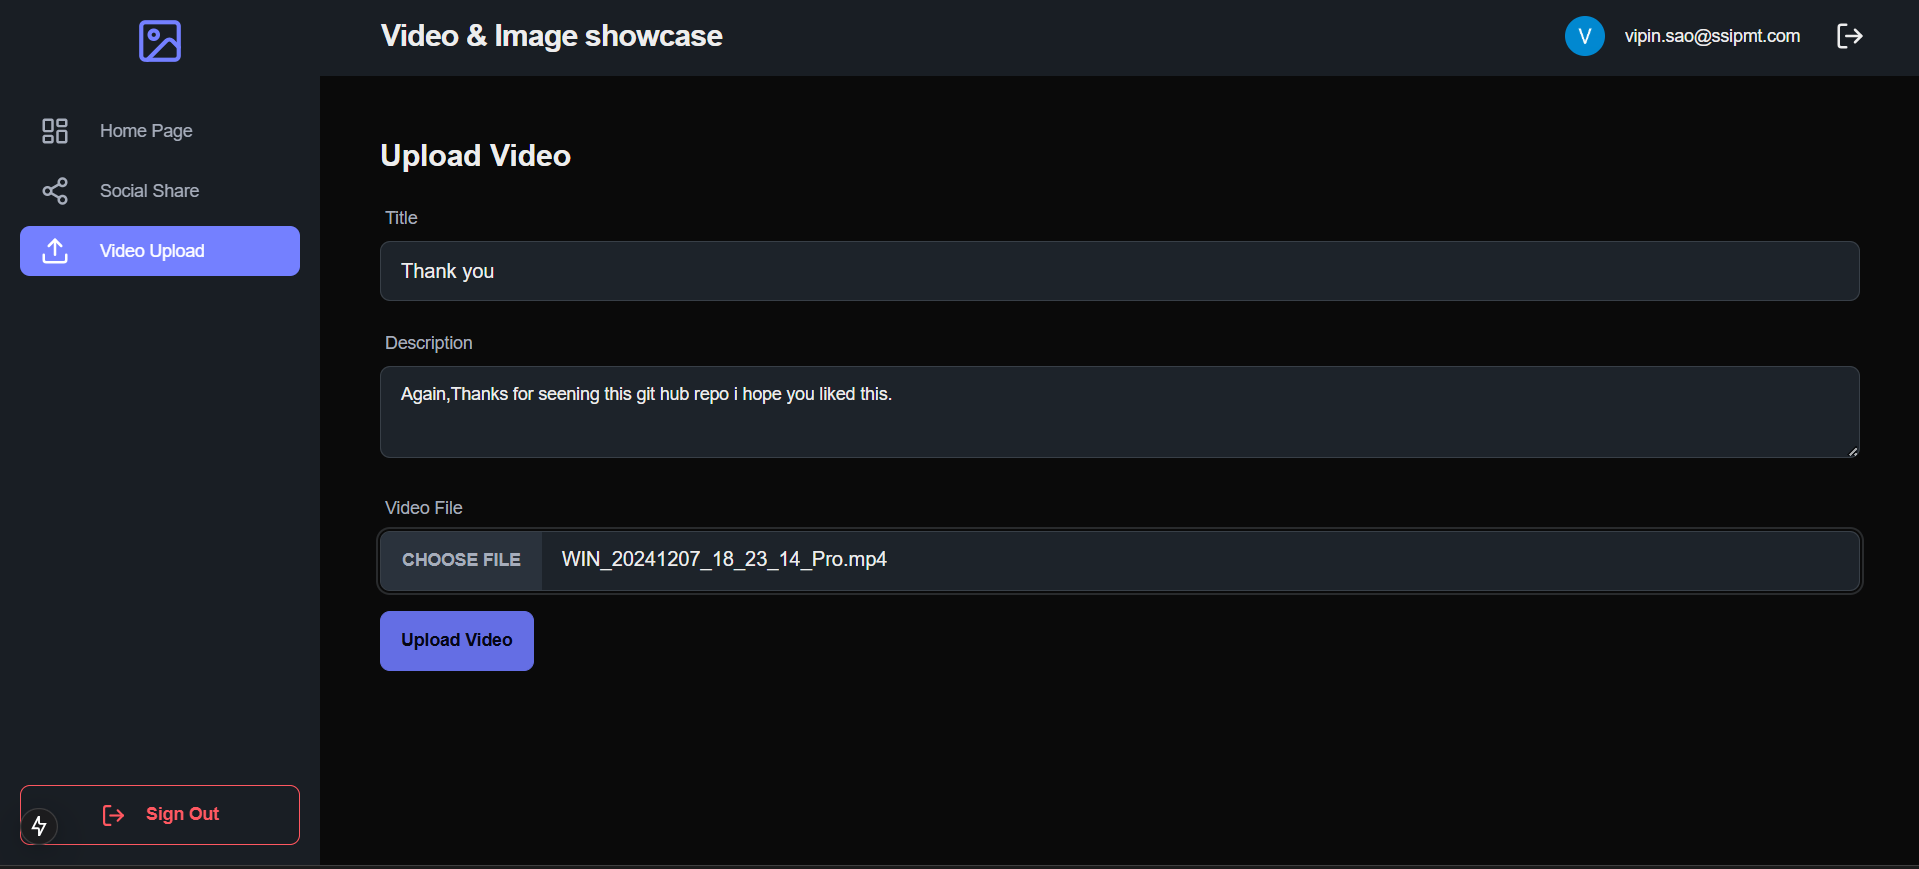 Video & Image showcase
V
vipin.sao@ssipmt.com
Home Page
Social Share
Video Upload
Upload Video
Title
Thank you
Description
Again,Thanks for seening this git hub repo i hope you liked this.
Video File
CHOOSE FILE WIN_20241207_18_23_14_Pro.mp4
Upload Video
Sign Out